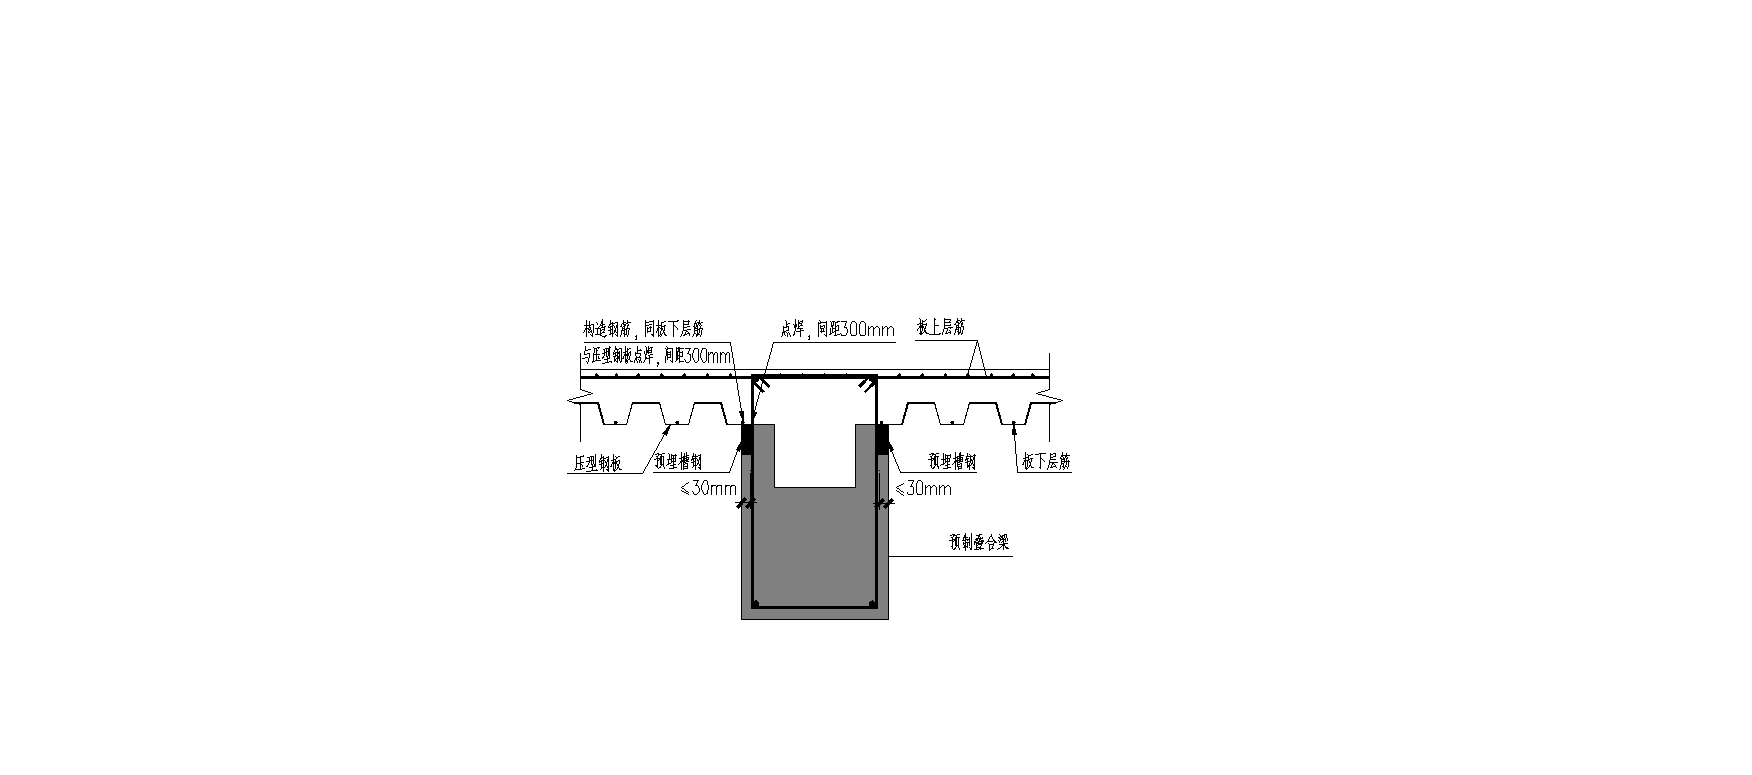 构造钢筋，同板下层筋
与压型钢板点焊，间距300mm
点焊，间距300mm
板上层筋
压型钢板
预埋槽钢
预埋槽钢
板下层筋
≤30mm
≤30mm
预制叠合梁